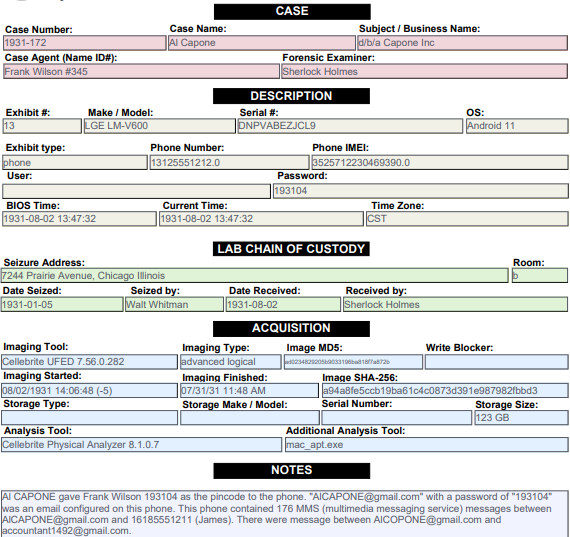 CASE
Case Number: Case Name: Subject / Business Name:
1931-172 Al Capone d/b/a Capone Inc
Case Agent (Name ID#): Forensic Examiner:
Frank Wilson #345 Sherlock Holmes
DESCRIPTION
Exhibit #: Make / Model: Serial #: OS:
13 LGE LM-V600 DNPVABEZJCL9 Android 11
Exhibit type: Phone Number: Phone IMEI:
phone 13125551212.0 3525712230469390.0
User: Password:
193104
BIOS Time: Current Time: Time Zone:
1931-08-02 13:47:32 1931-08-02 13:47:32 CST
LAB CHAIN OF CUSTODY
Seizure Address: Room:
7244 Prairie Avenue, Chicago Illinois b
Date Seized: Seized by: Date Received: Received by:
1931-01-05 Walt Whitman 1931-08-02 Sherlock Holmes
ACQUISITION
Imaging Tool: Imaging Type: Image MD5: Write Blocker:
Cellebrite UFED 7.56.0.282 advanced logical
Imaging Started: Imaging Finished: Image SHA-256:
08/02/1931 14:06:48 (-5) 07/31/31 11:48 AM a94a8fe5ccb19ba61c4c0873d391e987982fbbd3
Storage Type: Storage Make / Model: Serial Number: Storage Size:
123 GB
Analysis Tool: Additional Analysis Tool:
Cellebrite Physical Analyzer 8.1.0.7 mac_apt.exe
NOTES
Al CAPONE gave Frank Wilson 193104 as the pincode to the phone. "AlCAPONE@gmail.com" with a password of "193104"
was an email configured on this phone. This phone contained 176 MMS (multimedia messaging service) messages between
AlCAPONE@gmail.com and 16185551211 (James). There were message between AlCOPONE@gmail.com and
accountant1492@gmail.com.